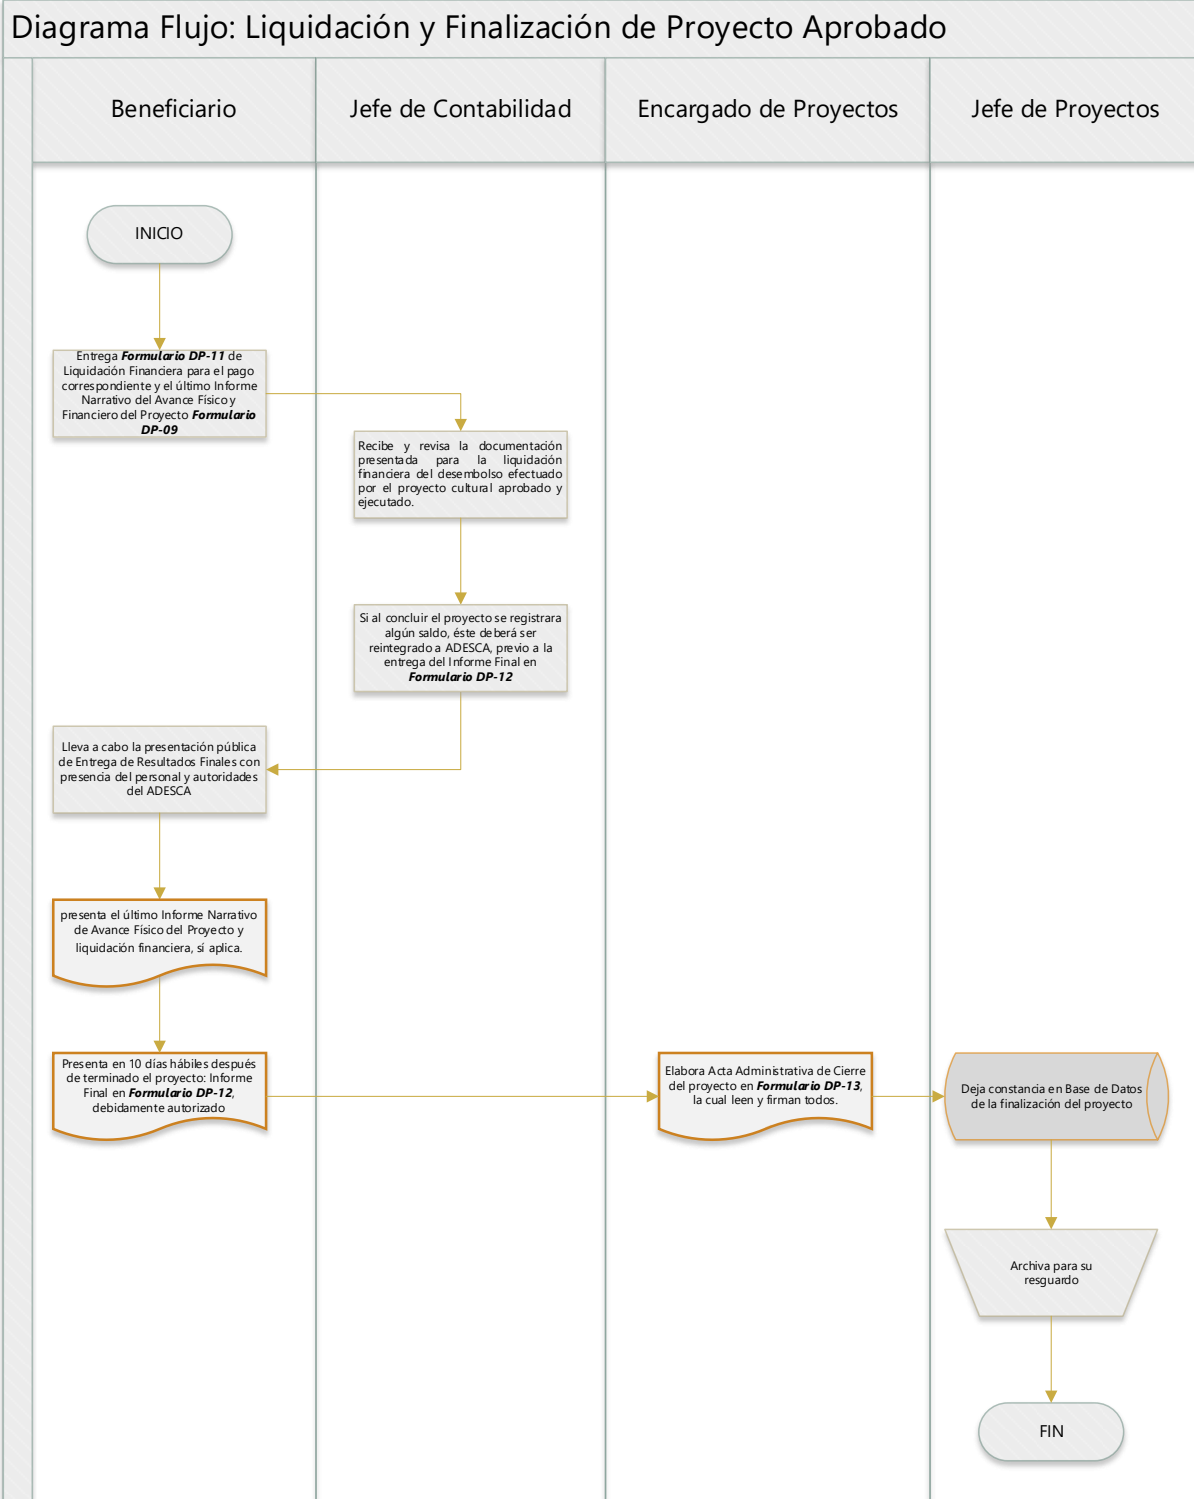 Diagrama Flujo: Liquidación y Finalización de Proyecto Aprobado
Beneficiario
Jefe de Contabilidad
Encargado de Proyectos
Jefe de Proyectos
INICIO
Entrega Formulario DP-11 de
Liquidación Financiera para el pago
correspondiente y el último Informe
Narrativo del Avance Físico y
Financiero del Proyecto Formulario
DP-09
Recibe y revisa la documentación
presentada para la liquidación
financiera del desembolso efectuado
por el proyecto cultural aprobado y
ejecutado.
Si al concluir el proyecto se registrara
algún saldo, éste deberá ser
reintegrado a ADESCA, previo a la
entrega del Informe Final en
Formulario DP-12
Lleva a cabo la presentación pública
de Entrega de Resultados Finales con
presencia del personal y autoridades
del ADESCA
presenta el último Informe Narrativo
de Avance Físico del Proyecto y
liquidación financiera, sí aplica.
Presenta en 10 días hábiles después
de terminado el proyecto: Informe
Final en Formulario DP-12,
debidamente autorizado
Elabora Acta Administrativa de Cierre
del proyecto en Formulario DP-13,
la cual leen y firman todos.
Deja constancia en Base de Datos
de la finalización del proyecto
Archiva para su
resguardo
FIN